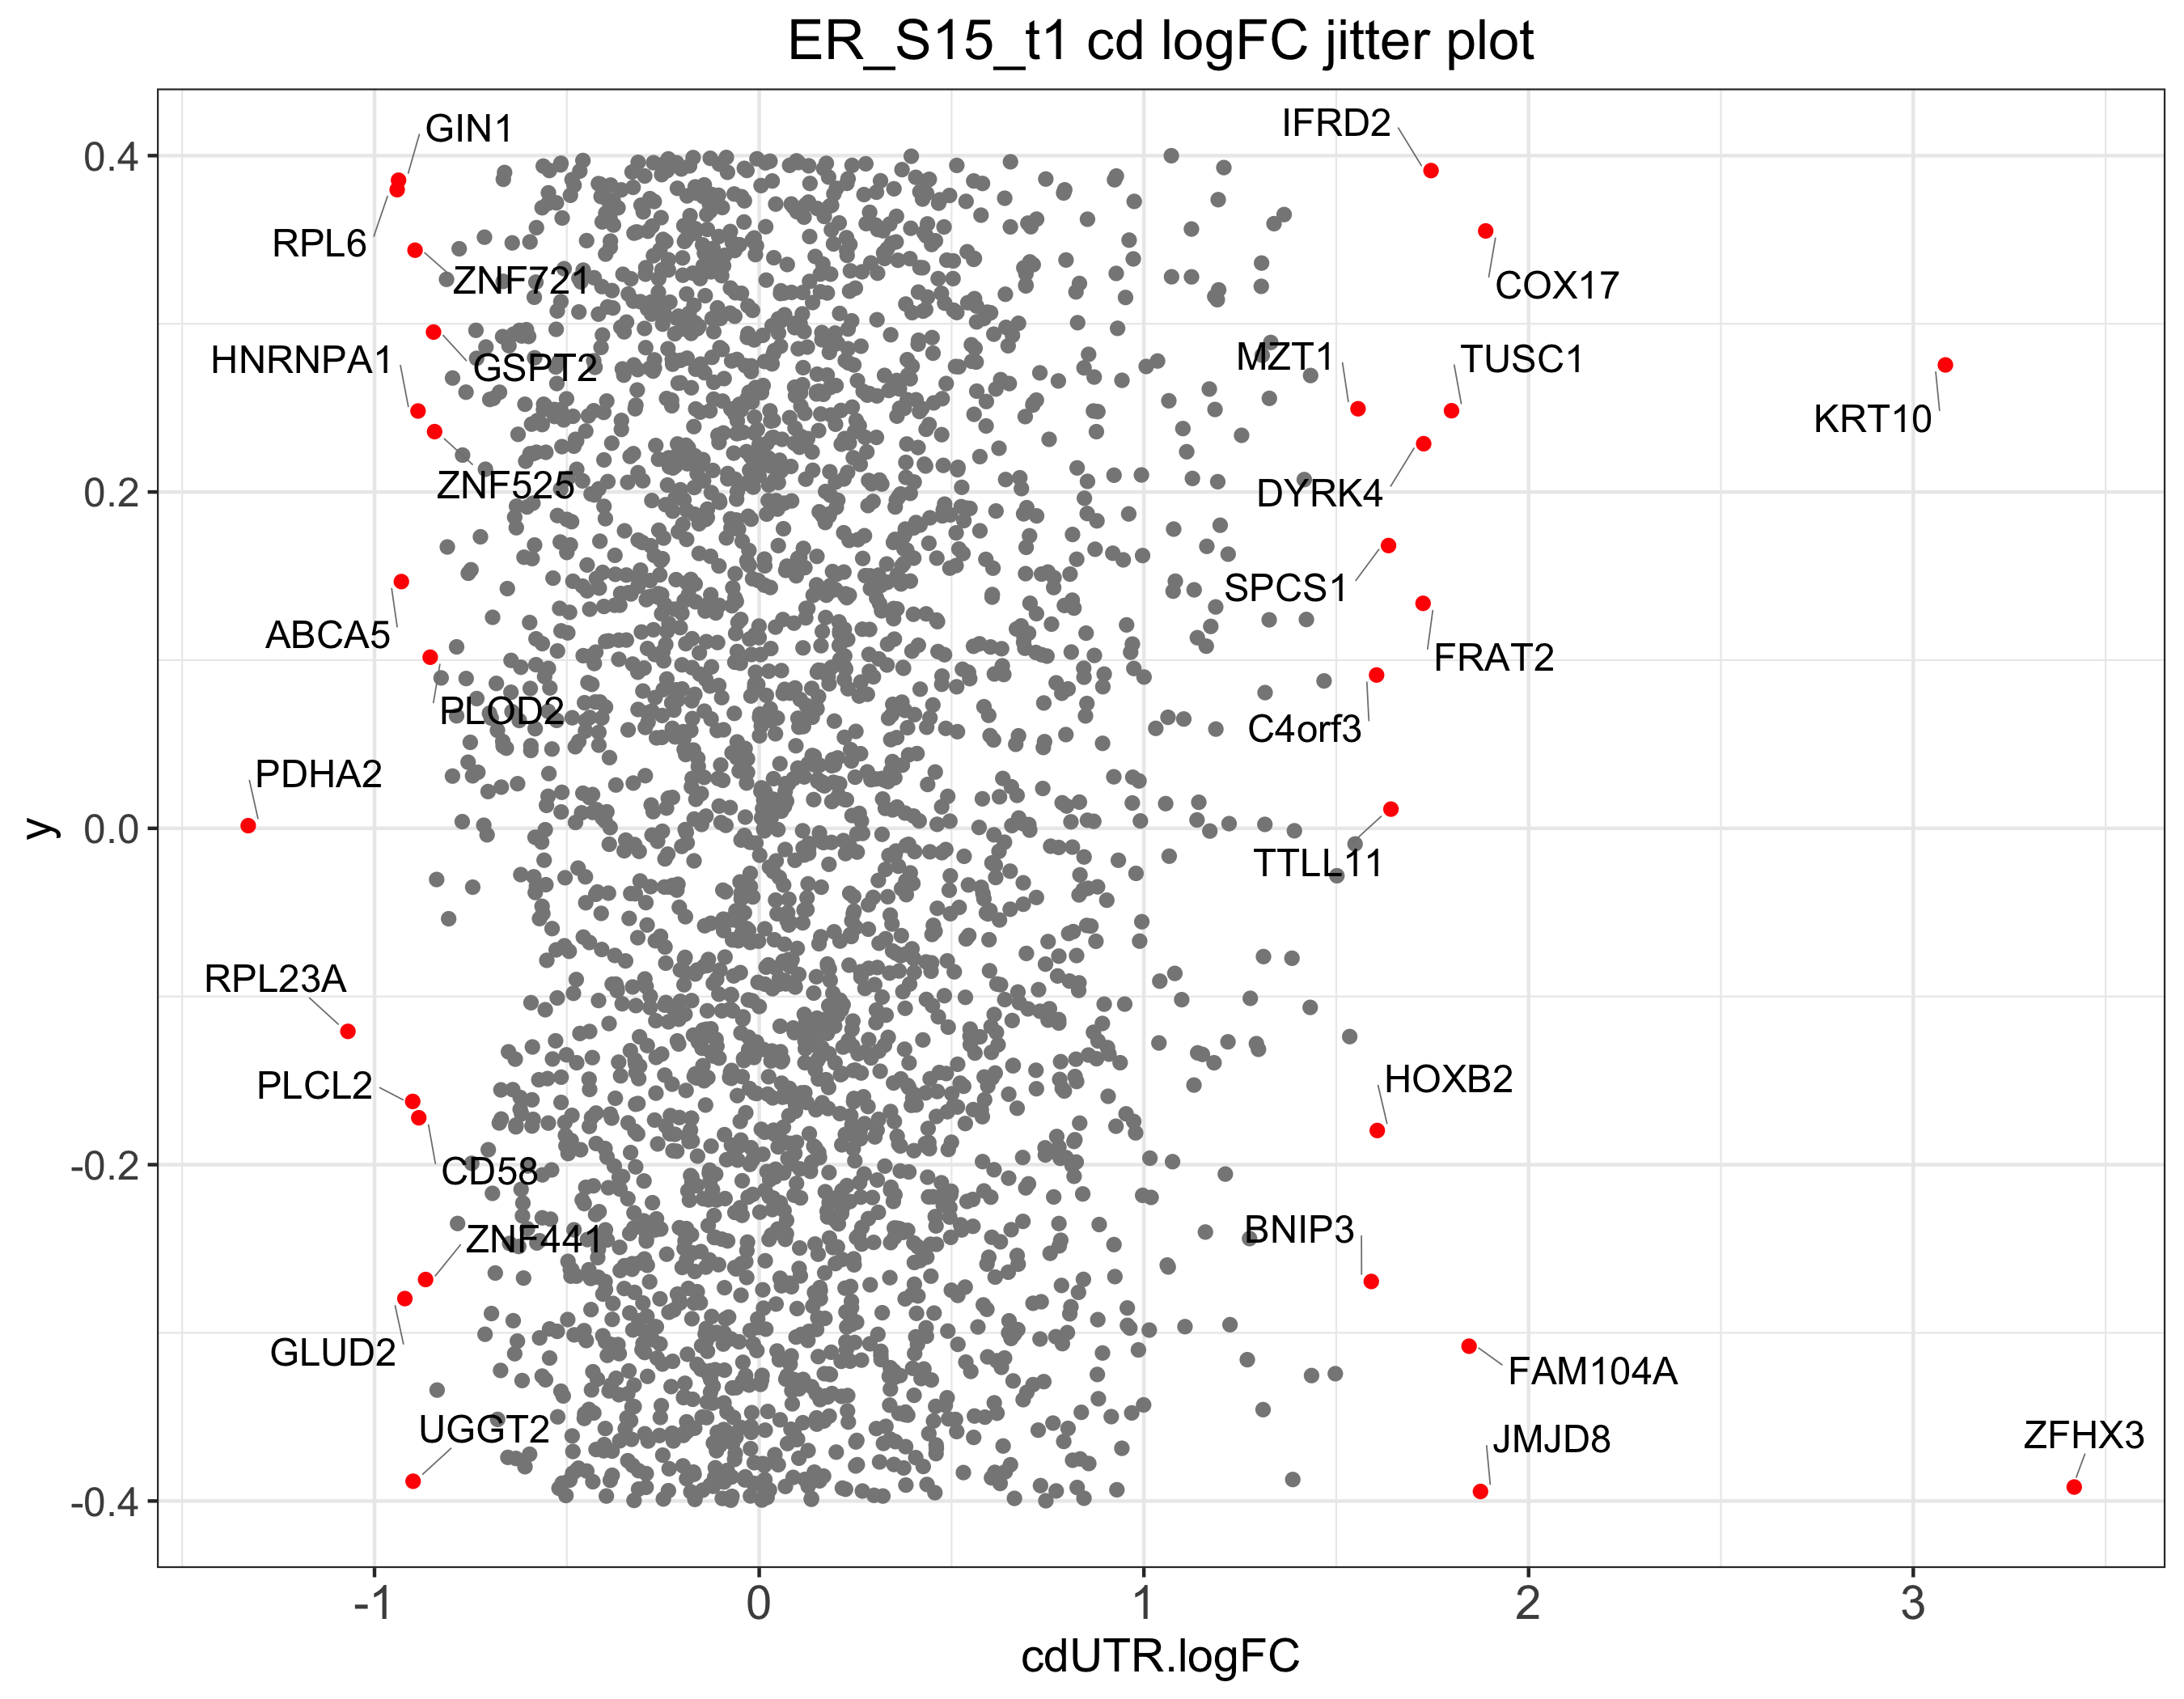 ER_S15_t1 cd logFC jitter plot
GIN1
IFRD2
0.4
RPL6
ZNF721
COX17
HNRNPA1
GSPT2
MZT1
TUSC1
KRT10
ZNF525
0.2
DYRK4
SPCS1
ABCA5
FRAT2
PLOD2
C4orf3
PDHA2
y
0.0
TTLL11
RPL23A
PLCL2
HOXB2
CD58
-0.2
ZNF441
BNIP3
GLUD2
FAM104A
UGGT2
JMJD8
ZFHX3
-0.4
-1 0 1 2 3
cdUTR.logFC